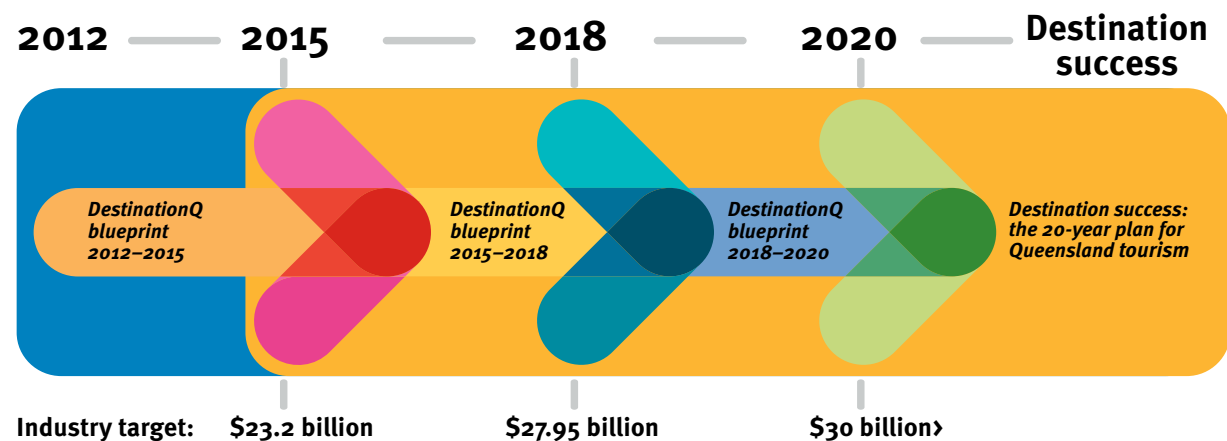 2012 2015 2018 2020 Destination
success
DestinationQ
blueprint
2012–2015
DestinationQ
blueprint
2015–2018
DestinationQ
blueprint
2018–2020
Destination success:
the 20-year plan for
Queensland tourism
Industry target: $23.2 billion $27.95 billion $30 billion>